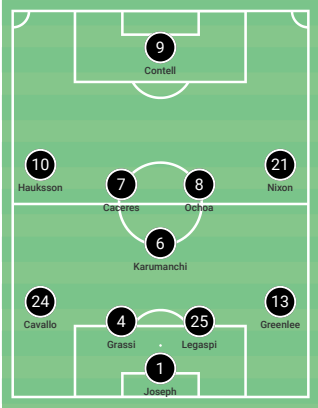 9
Contell
10
Hauksson
21
Nixon
7
Caceres
8
Ochoa
6
Karumanchi
24
Cavallo
13
Greenlee
4
Grassi
25
Legaspi
1
Joseph